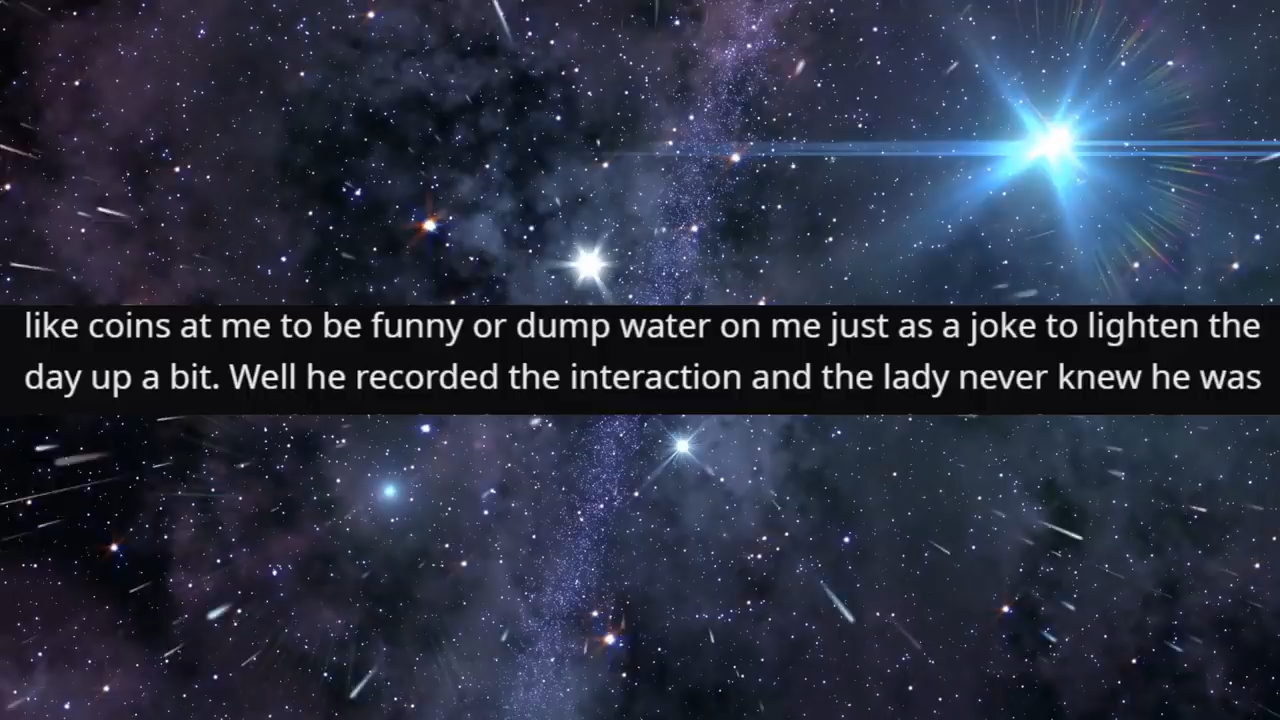 like coins at me to be funny or dump water on me just as a joke to lighten the
day up a bit. Well he recorded the interaction and the lady never knew he was